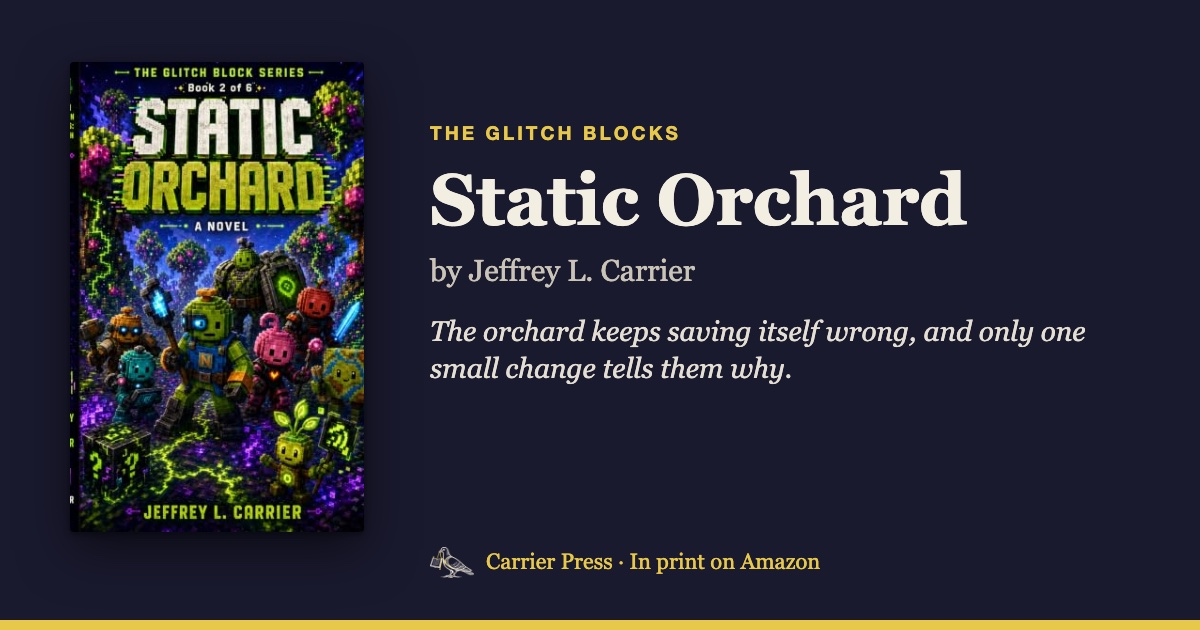 THE GLITCH BLOCK SERIES
Book 2 of 6
STATIC
ORCHARD
A NOVEL
N
JEFFREY L. CARRIER
THE GLITCH BLOCKS
Static Orchard
by Jeffrey L. Carrier
The orchard keeps saving itself wrong, and only one
small change tells them why.
Carrier Press · In print on Amazon